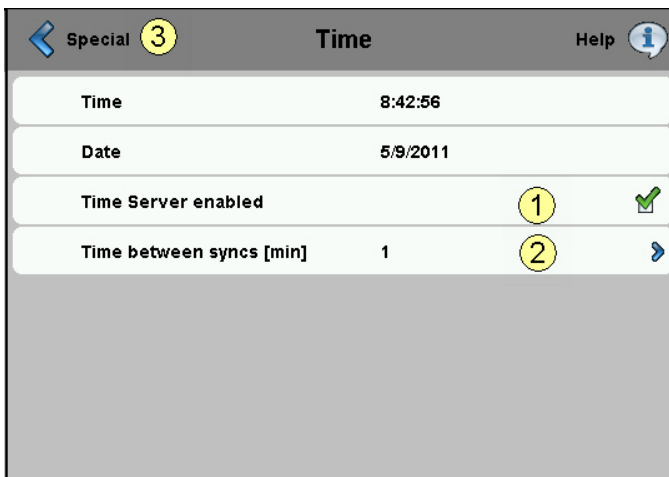 Special 3 Time Help
Time 8:42:56
Date 5/9/2011
Time Server enabled 1
Time between syncs [min] 1 2